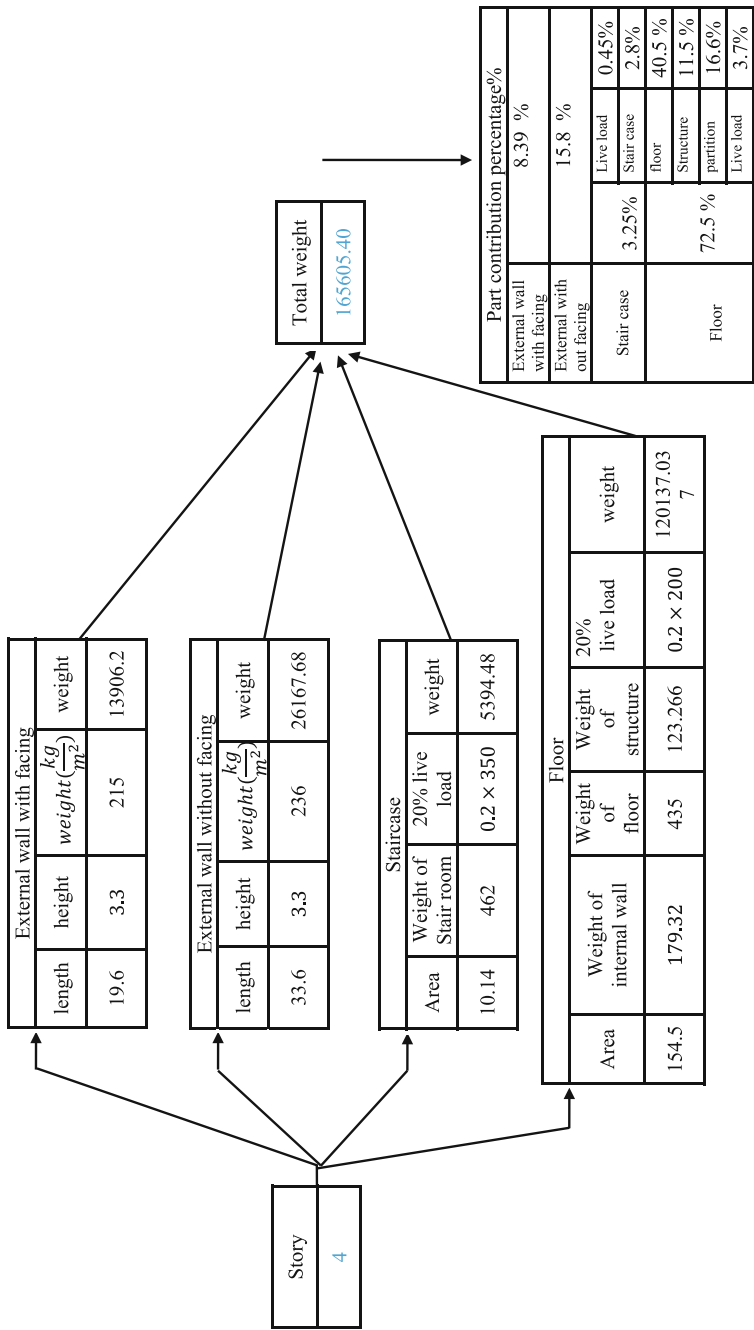 Story
4
External wall with facing
length height weight(kg/m²) weight
19.6 3.3 215 13906.2
External wall without facing
length height weight(kg/m²) weight
33.6 3.3 236 26167.68
Staircase
Area Weight of Stair room 20% live load weight
10.14 462 0.2 × 350 5394.48
Floor
Area Weight of internal wall Weight of floor Weight of structure 20% live load weight
154.5 179.32 435 123.266 0.2 × 200 120137.037
Total weight
165605.40
Part contribution percentage%
External wall with facing 8.39 %
External with out facing 15.8 %
Stair case 3.25% Live load 0.45%
Stair case 2.8%
Floor 72.5 % floor 40.5 %
Structure 11.5 %
partition 16.6%
Live load 3.7%